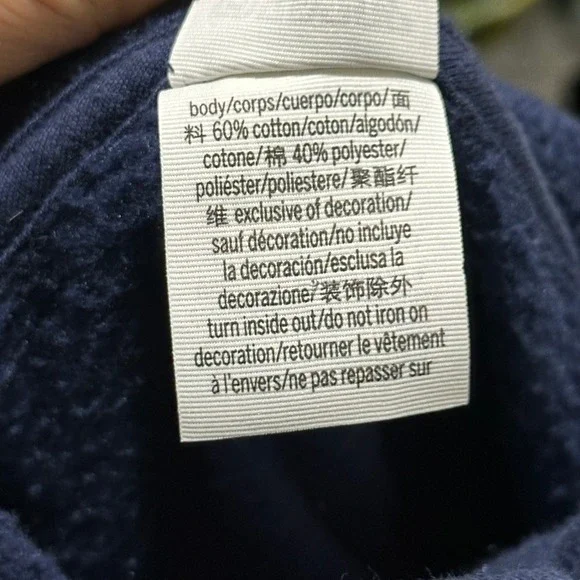 body/corps/cuerpo/corpo/面
料 60% cotton/coton/algodón/
cotone/棉 40% polyester/
poliéster/poliestere/聚酯纤
维 exclusive of decoration/
sauf décoration/no incluye
la decoración/esclusa la
decorazione/装饰除外
turn inside out/do not iron on
decoration/retourner le vêtement
à l'envers/ne pas repasser sur